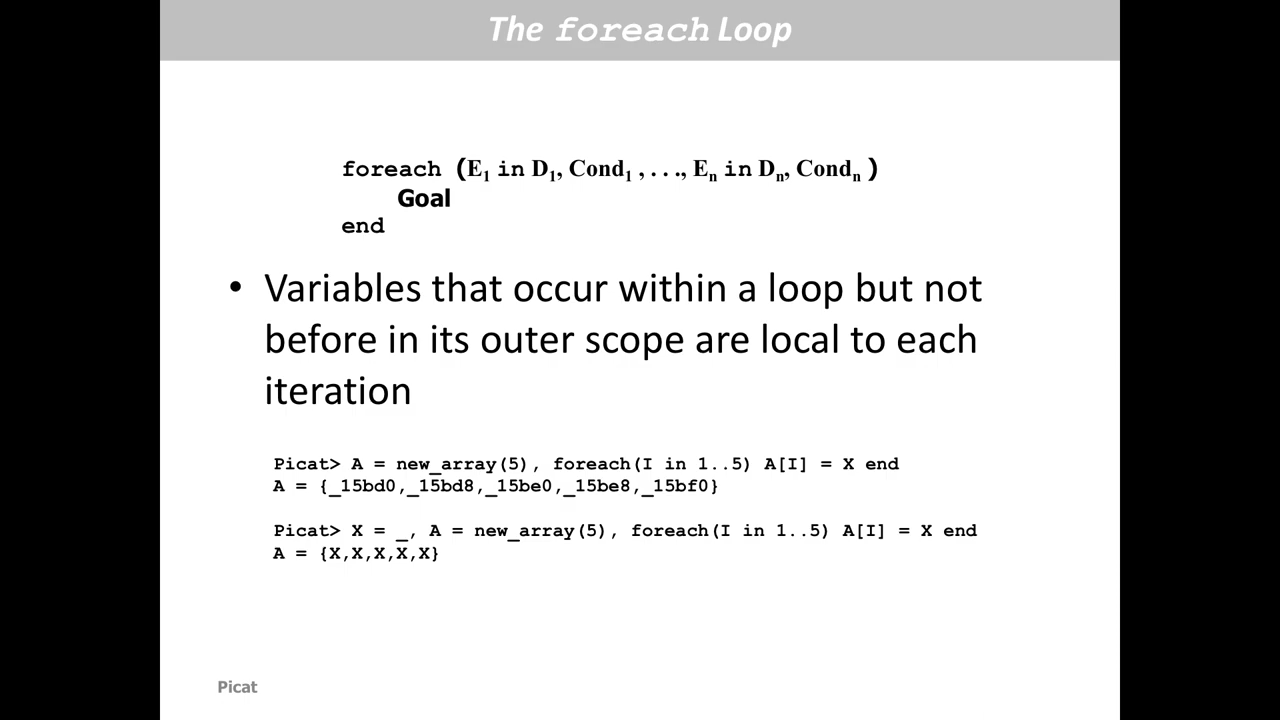 The foreach Loop
foreach (E1 in D1, Cond1 , . . ., En in Dn, Condn )
Goal
end
• Variables that occur within a loop but not
before in its outer scope are local to each
iteration
Picat> A = new_array(5), foreach(I in 1..5) A[I] = X end
A = {_15bd0,_15bd8,_15be0,_15be8,_15bf0}
Picat> X = _, A = new_array(5), foreach(I in 1..5) A[I] = X end
A = {X,X,X,X,X}
Picat